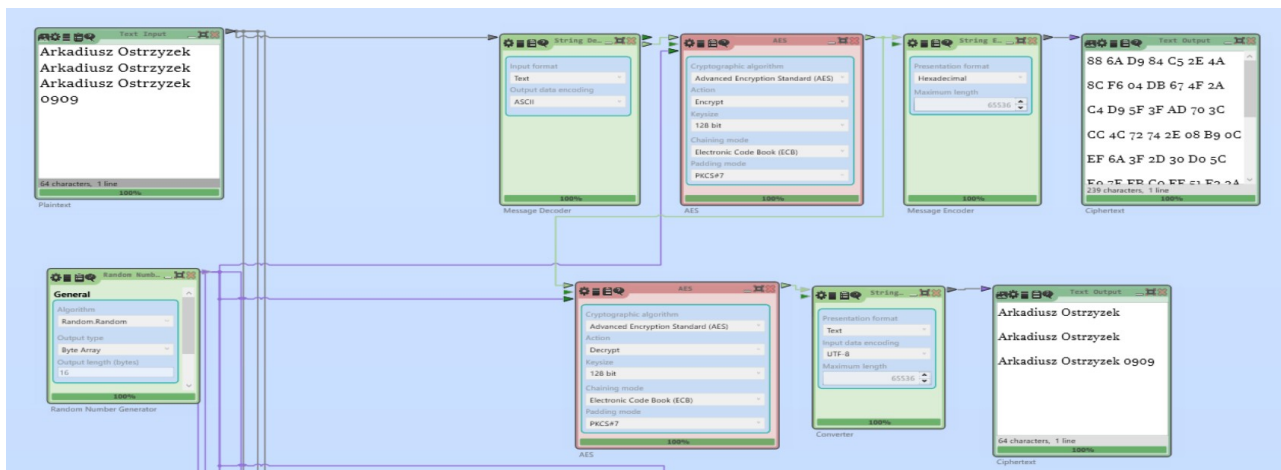 Text Input
Arkadiusz Ostrzyzek
Arkadiusz Ostrzyzek
Arkadiusz Ostrzyzek
0909
64 characters, 1 line
100%
Plaintext
String De...
Input format
Text
Output data encoding
ASCII
100%
Message Decoder
AES
Cryptographic algorithm
Advanced Encryption Standard (AES)
Action
Encrypt
Keysize
128 bit
Chaining mode
Electronic Code Book (ECB)
Padding mode
PKCS#7
100%
AES
String E...
Presentation format
Hexadecimal
Maximum length
65536
100%
Message Encoder
Text Output
88 6A D9 84 C5 2E 4A
8C F6 04 DB 67 4F 2A
C4 D9 5F 3F AD 70 3C
CC 4C 72 74 2E 08 B9 0C
EF 6A 3F 2D 30 D0 5C
239 characters, 1 line
100%
Ciphertext
Random Numb...
General
Algorithm
Random.Random
Output type
Byte Array
Output length (bytes)
16
100%
Random Number Generator
AES
Cryptographic algorithm
Advanced Encryption Standard (AES)
Action
Decrypt
Keysize
128 bit
Chaining mode
Electronic Code Book (ECB)
Padding mode
PKCS#7
100%
AES
String...
Presentation format
Text
Input data encoding
UTF-8
Maximum length
65536
100%
Converter
Text Output
Arkadiusz Ostrzyzek
Arkadiusz Ostrzyzek
Arkadiusz Ostrzyzek 0909
64 characters, 1 line
100%
Ciphertext